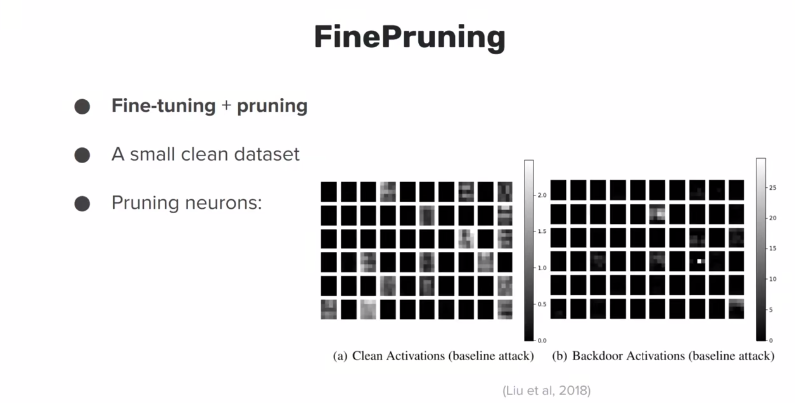 FinePruning
Fine-tuning + pruning
A small clean dataset
Pruning neurons:
2.0
1.5
1.0
0.5
0.0
25
20
15
10
5
0
(a) Clean Activations (baseline attack)
(b) Backdoor Activations (baseline attack)
(Liu et al, 2018)